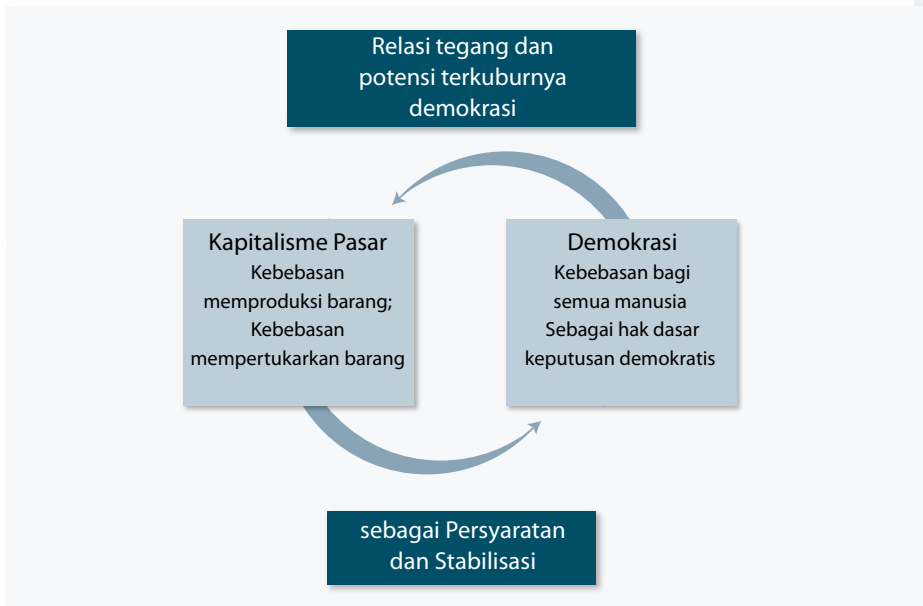 Relasi tegang dan
potensi terkuburnya
demokrasi
Kapitalisme Pasar
Kebebasan
memproduksi barang;
Kebebasan
mempertukarkan barang
Demokrasi
Kebebasan bagi
semua manusia
Sebagai hak dasar
keputusan demokratis
sebagai Persyaratan
dan Stabilisasi